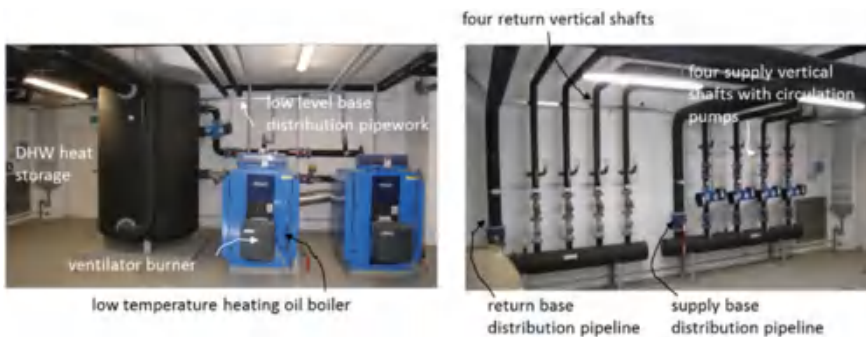 four return vertical shafts
four supply vertical
shafts with circulation
pumps
low level base
distribution pipework
DHW heat
storage
ventilator burner
low temperature heating oil boiler
return base
distribution pipeline
supply base
distribution pipeline